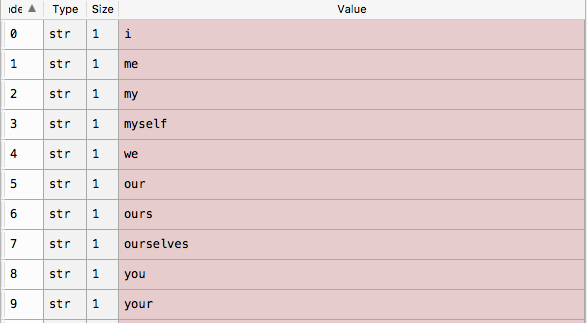 ıde ▲ Type Size Value
0 str 1 i
1 str 1 me
2 str 1 my
3 str 1 myself
4 str 1 we
5 str 1 our
6 str 1 ours
7 str 1 ourselves
8 str 1 you
9 str 1 your